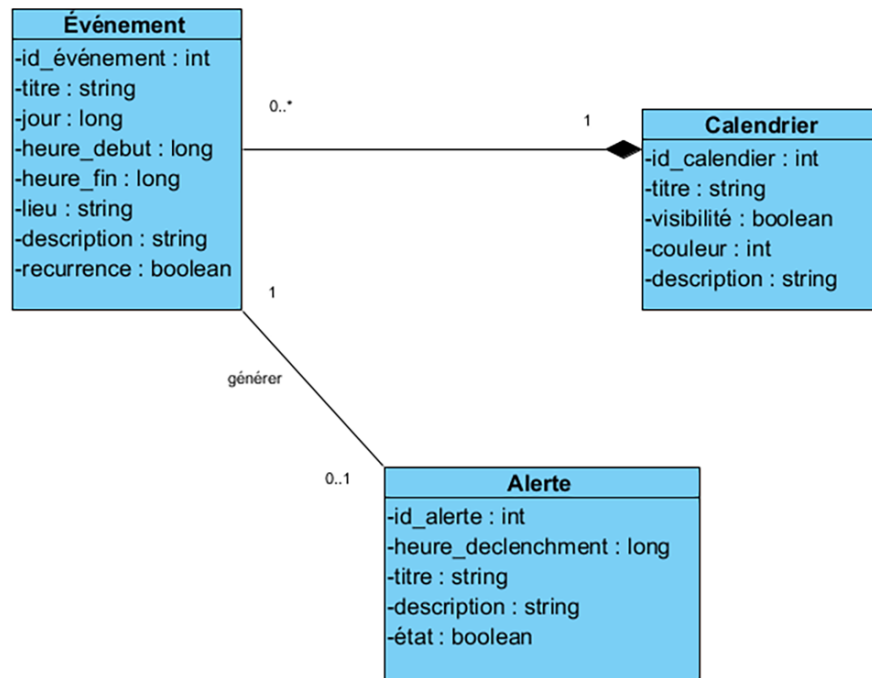 Événement
-id_événement : int
-titre : string
-jour : long
-heure_debut : long
-heure_fin : long
-lieu : string
-description : string
-recurrence : boolean
0..*
1
Calendrier
-id_calendier : int
-titre : string
-visibilité : boolean
-couleur : int
-description : string
1
générer
0..1
Alerte
-id_alerte : int
-heure_declenchment : long
-titre : string
-description : string
-état : boolean